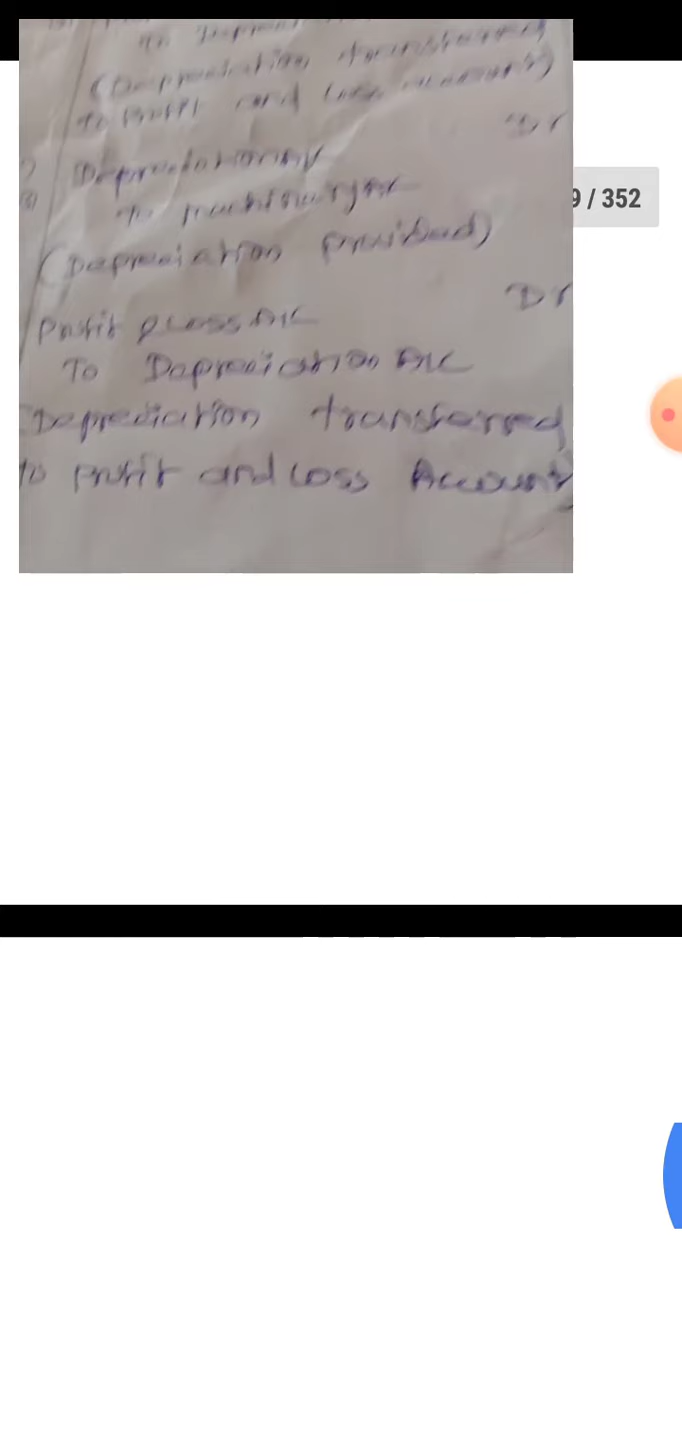 To
(Depreciation transferred
to Profit and Loss account)
Dr
Depreciation A/c
To machinery A/c
9 / 352
(Depreciation Provided)
Dr
Profit & Loss A/c
To Depreciation A/c
Depreciation transferred
to profit and Loss Account)